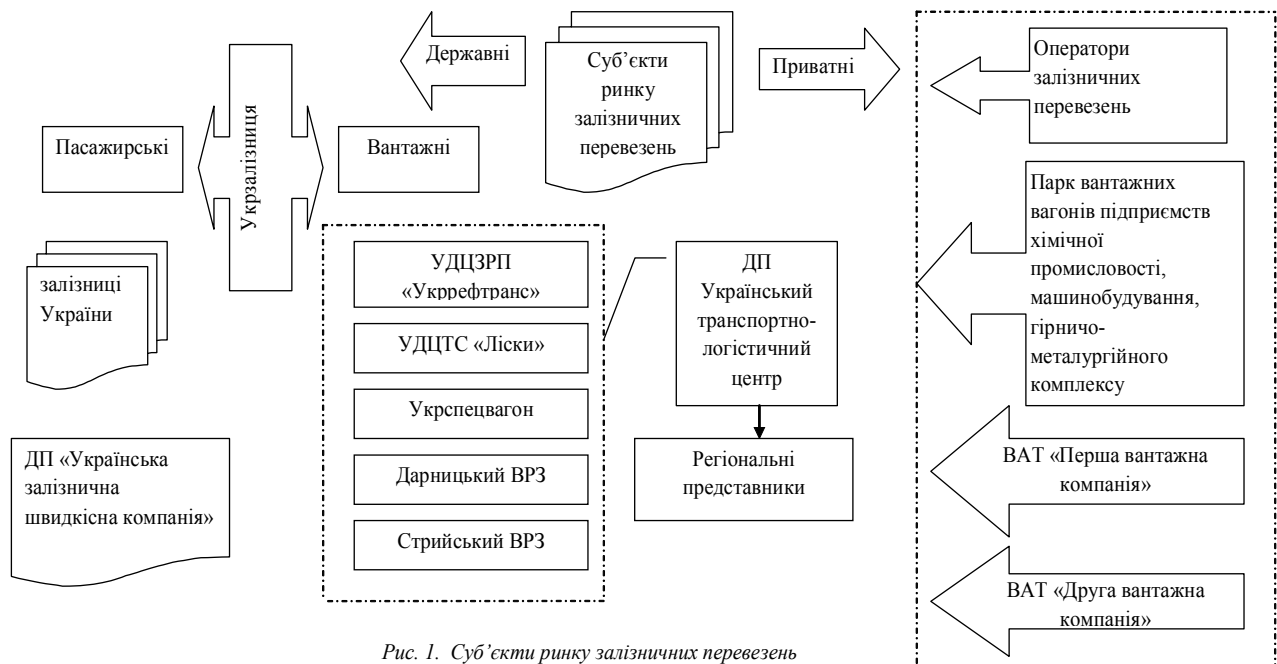 Державні
Суб’єкти
ринку
залізничних
перевезень
Приватні
Пасажирські
Укрзалізниця
Вантажні
залізниці
України
ДП «Українська
залізнична
швидкісна компанія»
УДЦЗРП
«Укррефтранс»
УДЦТС «Ліски»
Укрспецвагон
Дарницький ВРЗ
Стрийський ВРЗ
ДП
Український
транспортно-
логістичний
центр
Регіональні
представники
Оператори
залізничних
перевезень
Парк вантажних
вагонів підприємств
хімічної
промисловості,
машинобудування,
гірничо-
металургійного
комплексу
ВАТ «Перша вантажна
компанія»
ВАТ «Друга вантажна
компанія»
Рис. 1. Суб’єкти ринку залізничних перевезень